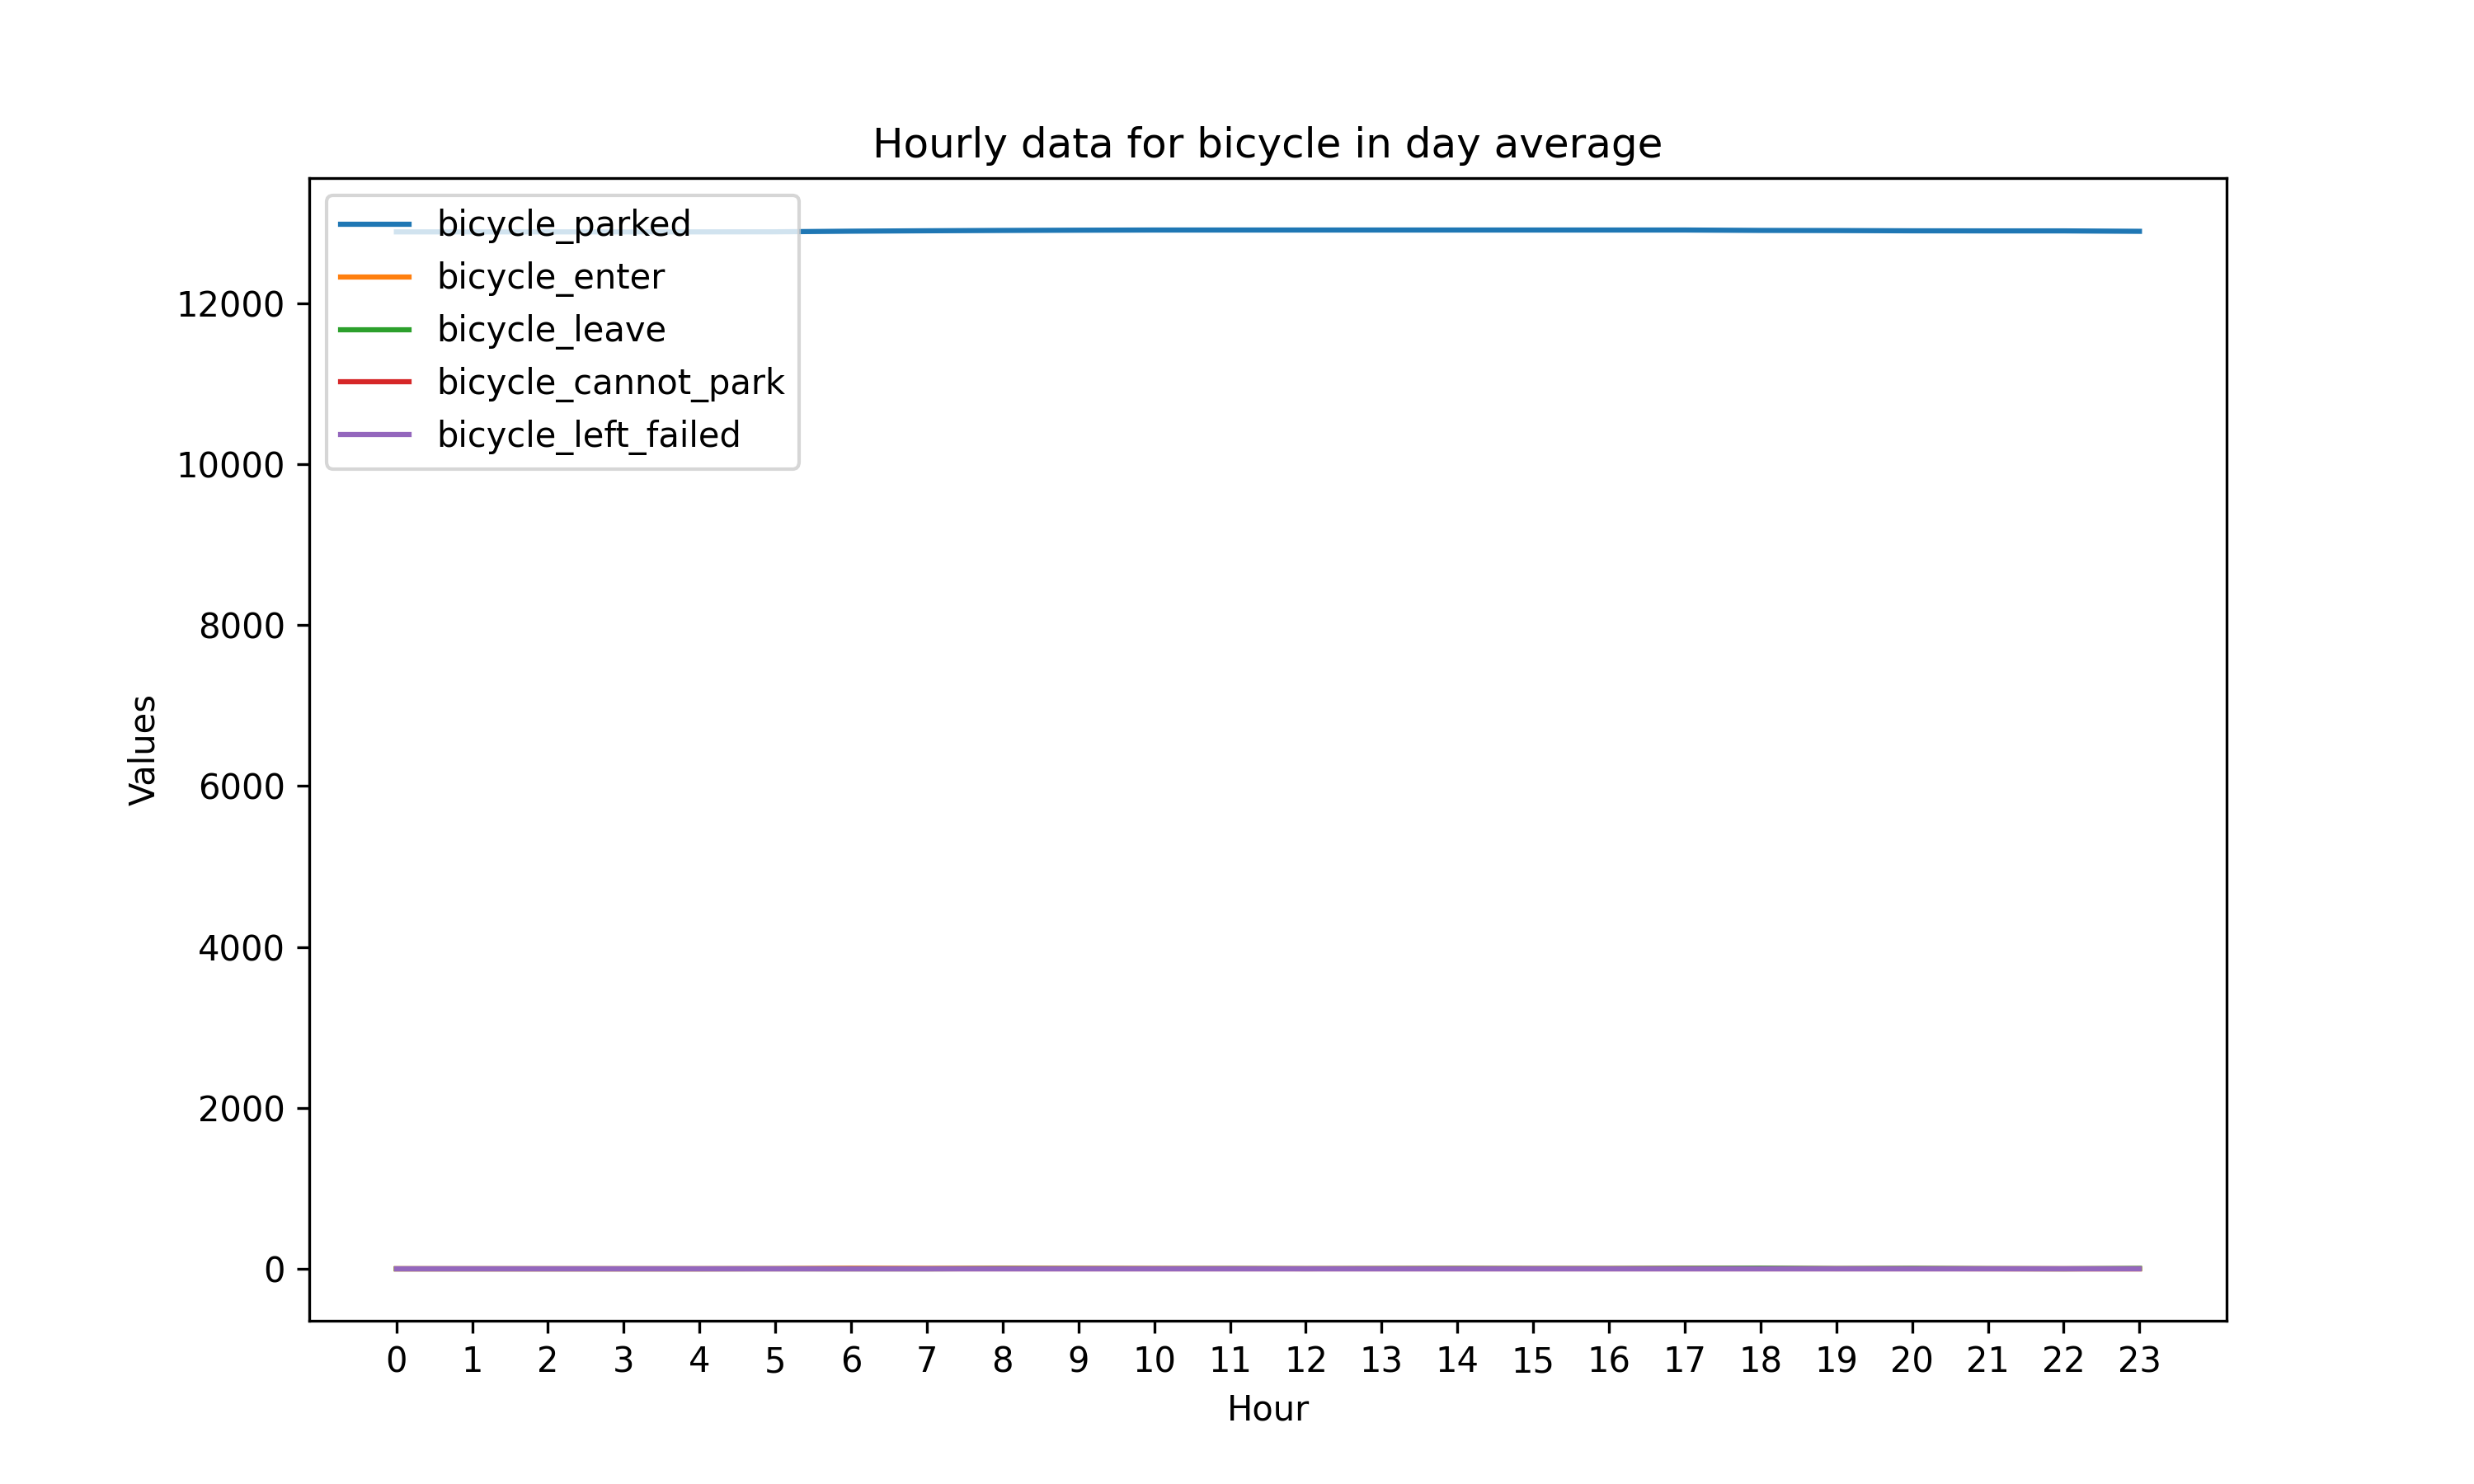 Hourly data for bicycle in day average
bicycle_parked
bicycle_enter
bicycle_leave
bicycle_cannot_park
bicycle_left_failed
12000
10000
8000
6000
4000
2000
0
Values
0 1 2 3 4 5 6 7 8 9 10 11 12 13 14 15 16 17 18 19 20 21 22 23
Hour